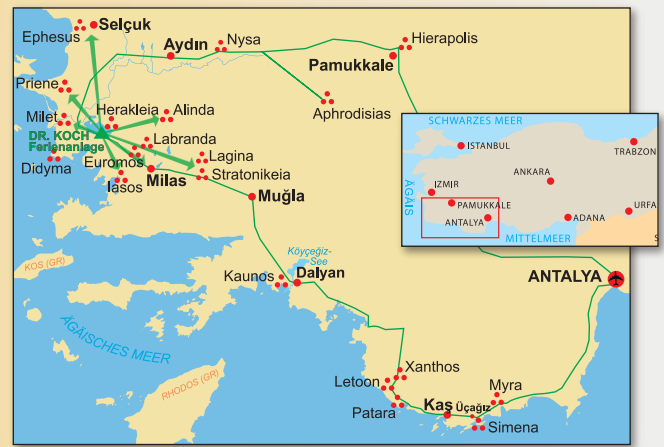 Ephesus
Selçuk
Aydın
Nysa
Hierapolis
Pamukkale
Priene
Milet
Herakleia
Alinda
Aphrodisias
DR. KOCH
Ferienanlage
Labranda
Didyma
Euromos
Lagina
Iasos
Milas
Stratonikeia
Muğla
SCHWARZES MEER
ISTANBUL
TRABZON
ANKARA
IZMIR
ÄGÄIS
PAMUKKALE
URFA
ANTALYA
ADANA
MITTELMEER
S
Köyçeğiz-
See
KOS (GR)
Kaunos
Dalyan
ANTALYA
ÄGÄISCHES MEER
RHODOS (GR)
Xanthos
Letoon
Patara
Kaş
Üçağız
Myra
Simena